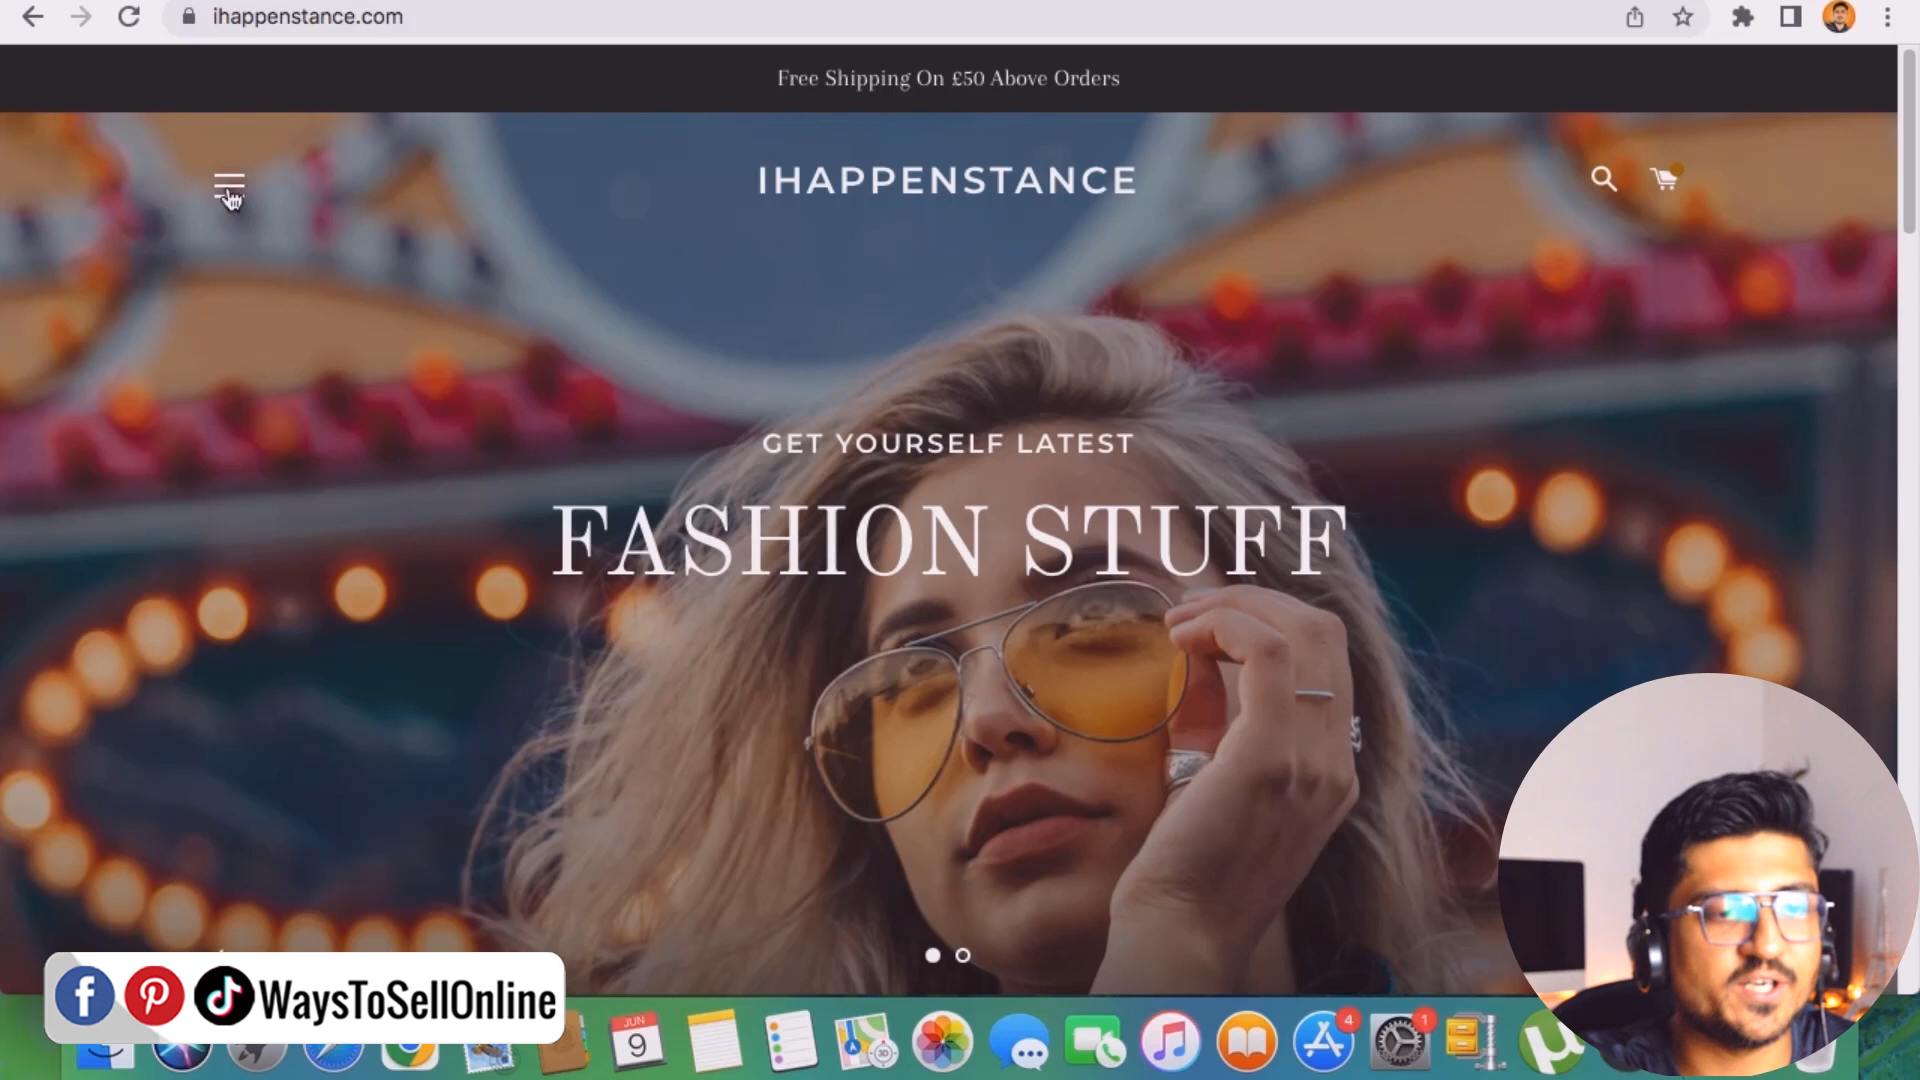 ihappenstance.com
Free Shipping On £50 Above Orders
IHAPPENSTANCE
GET YOURSELF LATEST
FASHION STUFF
WaysToSellOnline
JUN
9
3D
4
1